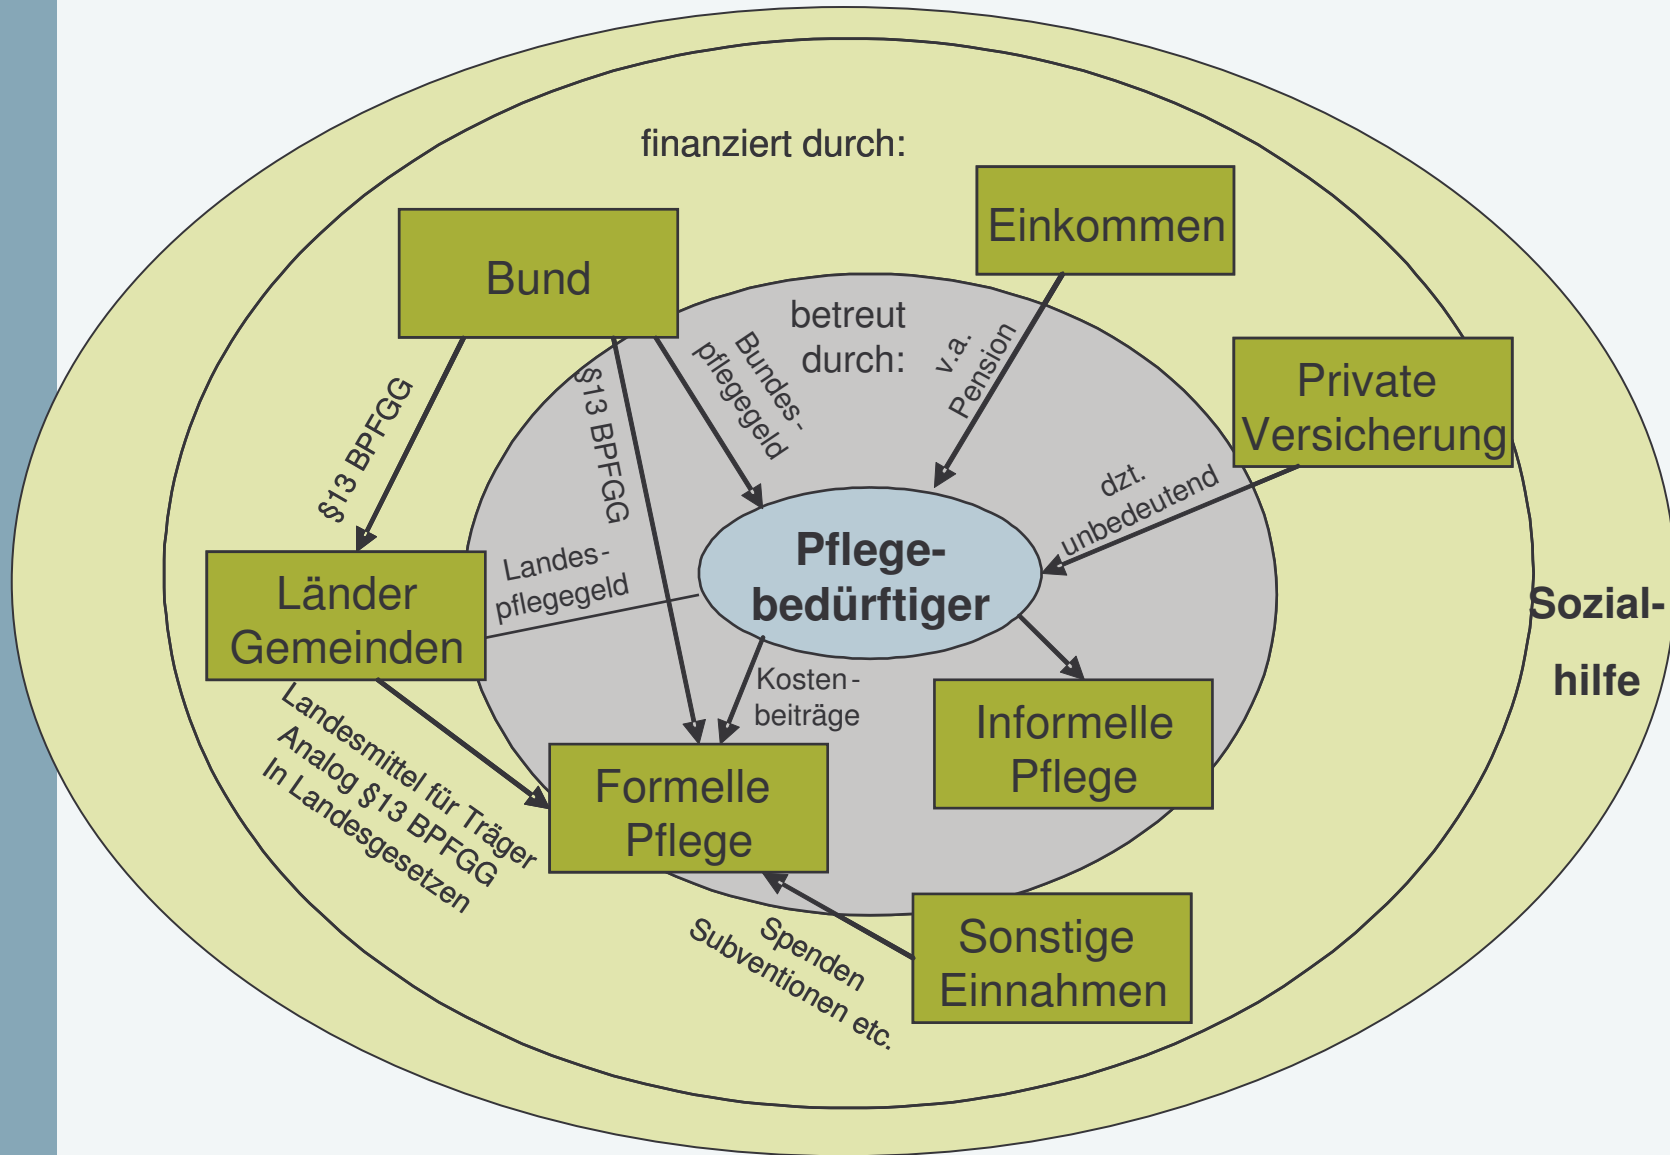 finanziert durch:
Einkommen
Bund
betreut
durch:
v.a.
Pension
Bundes-
pflegegeld
§13 BPFGG
§13 BPFGG
Private
Versicherung
dzt.
unbedeutend
Landes-
pflegegeld
Pflege-
bedürftiger
Länder
Gemeinden
Sozial-
hilfe
Kosten-
beiträge
Informelle
Pflege
Landesmittel für Träger
Analog §13 BPFGG
In Landesgesetzen
Formelle
Pflege
Spenden
Subventionen etc.
Sonstige
Einnahmen